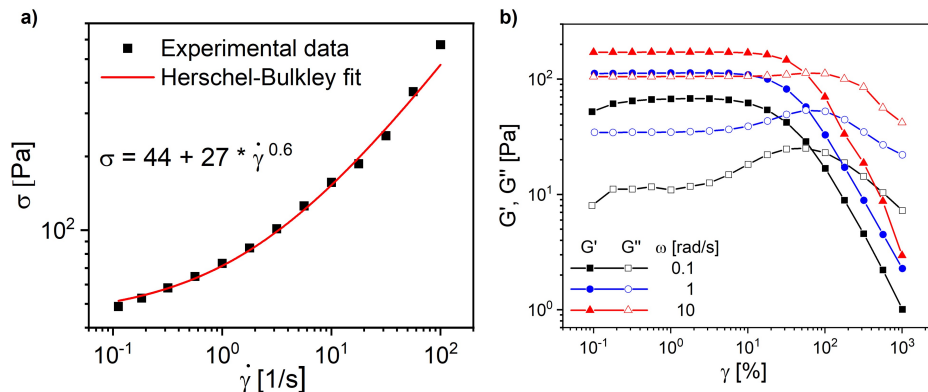 a)
Experimental data
Herschel-Bulkley fit
σ = 44 + 27 * γ̇ 0.6
σ [Pa]
10²
10⁻¹ 10⁰ 10¹ 10²
γ̇ [1/s]
b)
G', G'' [Pa]
10²
10¹
10⁰
G' G'' ω [rad/s]
0.1
1
10
10⁻¹ 10⁰ 10¹ 10² 10³
γ [%]